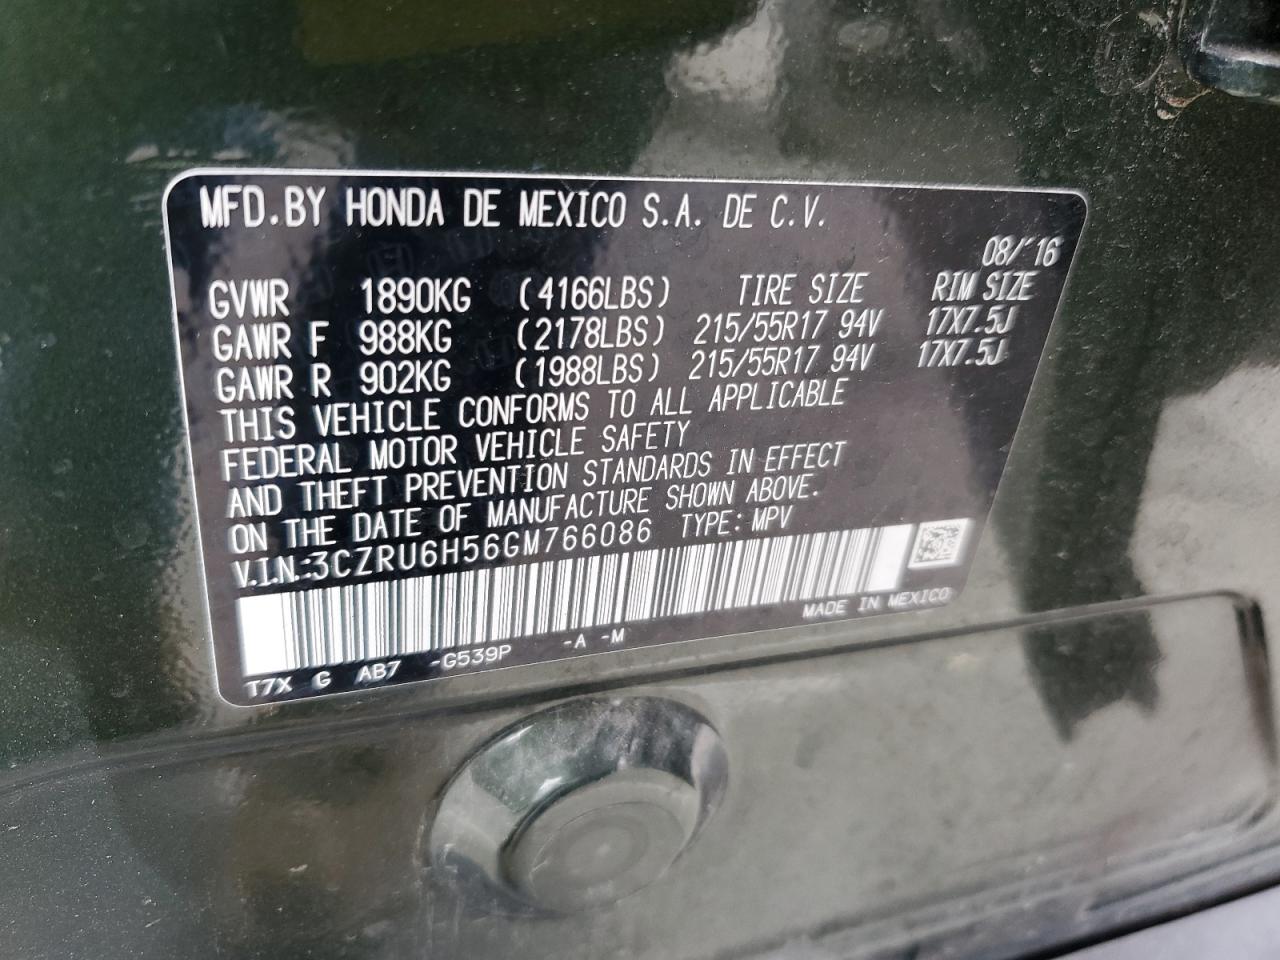 MFD.BY HONDA DE MEXICO S.A. DE C.V.
08/'16
GVWR 1890KG (4166LBS) TIRE SIZE RIM SIZE
GAWR F 988KG (2178LBS) 215/55R17 94V 17X7.5J
GAWR R 902KG (1988LBS) 215/55R17 94V 17X7.5J
THIS VEHICLE CONFORMS TO ALL APPLICABLE
FEDERAL MOTOR VEHICLE SAFETY
AND THEFT PREVENTION STANDARDS IN EFFECT
ON THE DATE OF MANUFACTURE SHOWN ABOVE.
V.I.N.:3CZRU6H56GM766086 TYPE: MPV
MADE IN MEXICO
T7X G AB7 -G539P -A -M